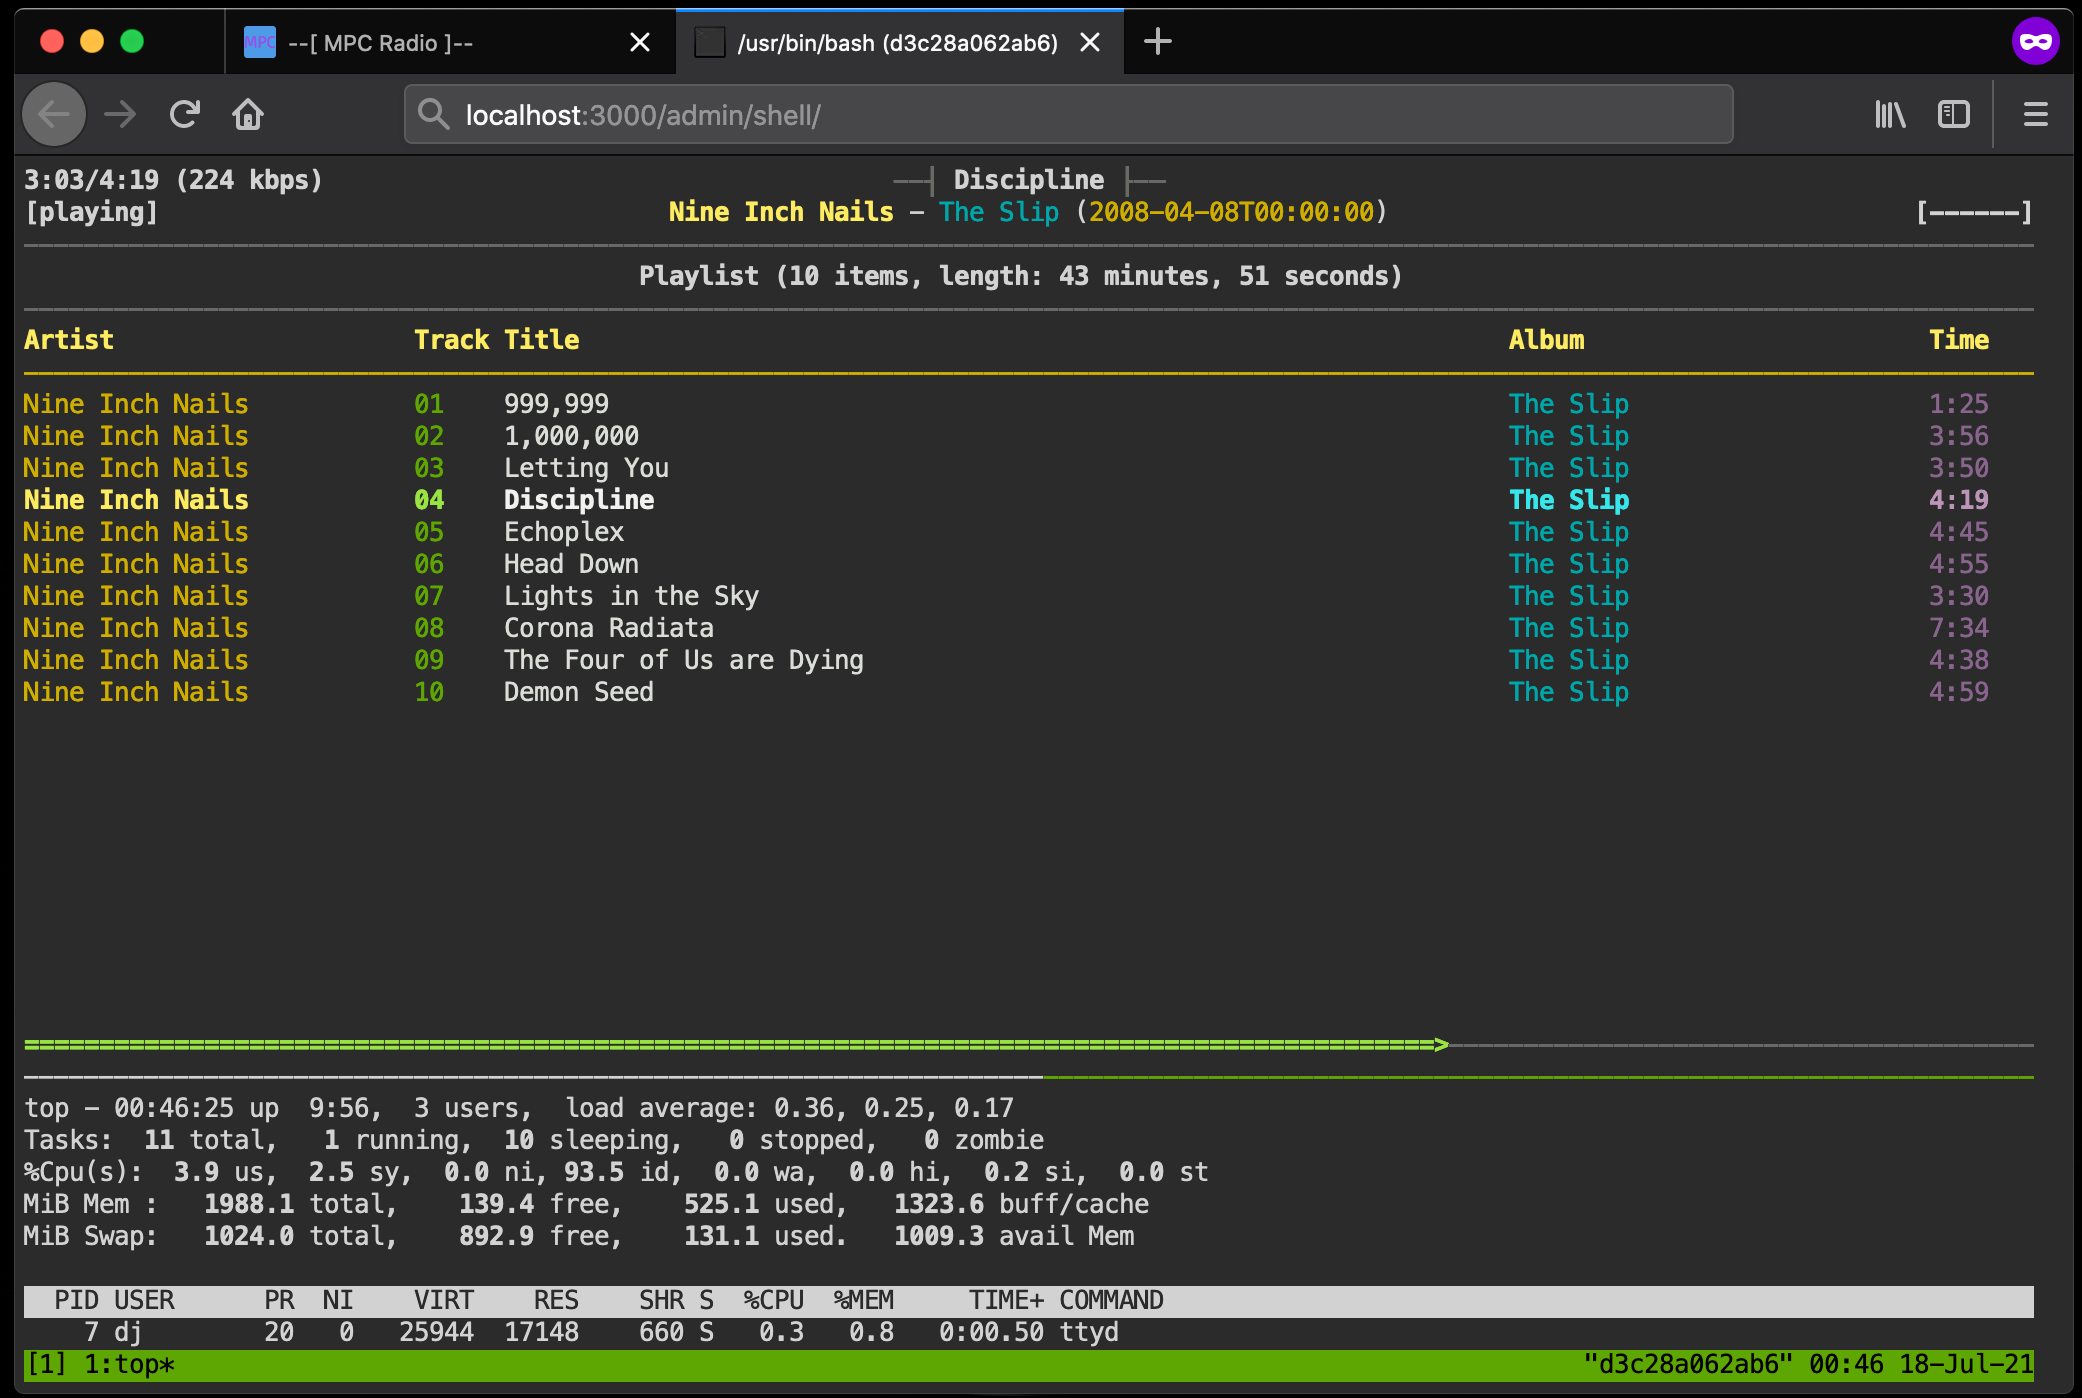 MPC --[ MPC Radio ]-- /usr/bin/bash (d3c28a062ab6)
localhost:3000/admin/shell/
3:03/4:19 (224 kbps) ──┤ Discipline ├──
[playing] Nine Inch Nails - The Slip (2008-04-08T00:00:00) [------]
Playlist (10 items, length: 43 minutes, 51 seconds)
Artist Track Title Album Time
Nine Inch Nails 01 999,999 The Slip 1:25
Nine Inch Nails 02 1,000,000 The Slip 3:56
Nine Inch Nails 03 Letting You The Slip 3:50
Nine Inch Nails 04 Discipline The Slip 4:19
Nine Inch Nails 05 Echoplex The Slip 4:45
Nine Inch Nails 06 Head Down The Slip 4:55
Nine Inch Nails 07 Lights in the Sky The Slip 3:30
Nine Inch Nails 08 Corona Radiata The Slip 7:34
Nine Inch Nails 09 The Four of Us are Dying The Slip 4:38
Nine Inch Nails 10 Demon Seed The Slip 4:59
top - 00:46:25 up  9:56,  3 users,  load average: 0.36, 0.25, 0.17
Tasks:  11 total,   1 running,  10 sleeping,   0 stopped,   0 zombie
%Cpu(s):  3.9 us,  2.5 sy,  0.0 ni, 93.5 id,  0.0 wa,  0.0 hi,  0.2 si,  0.0 st
MiB Mem :   1988.1 total,    139.4 free,    525.1 used,   1323.6 buff/cache
MiB Swap:   1024.0 total,    892.9 free,    131.1 used.   1009.3 avail Mem
PID USER PR NI VIRT RES SHR S %CPU %MEM TIME+ COMMAND
7 dj 20 0 25944 17148 660 S 0.3 0.8 0:00.50 ttyd
[1] 1:top* "d3c28a062ab6" 00:46 18-Jul-21